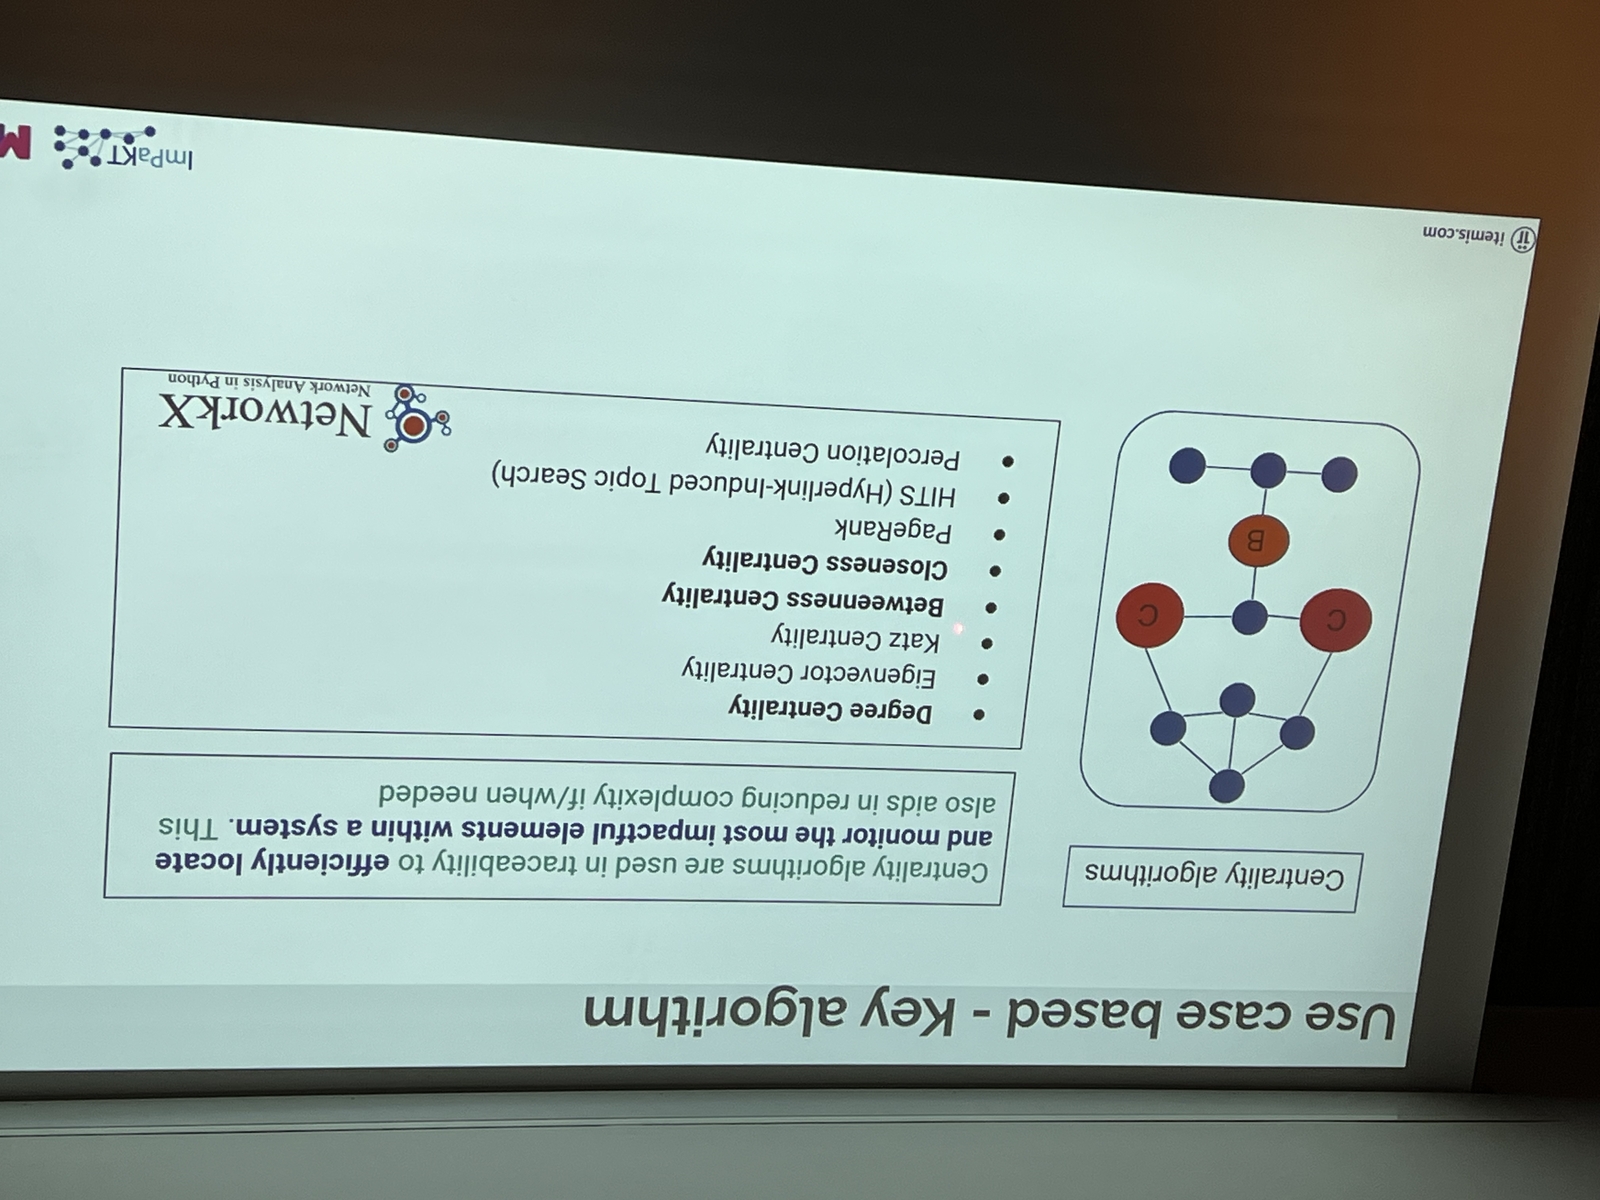 Use case based - Key algorithm
Centrality algorithms
Centrality algorithms are used in traceability to efficiently locate
and monitor the most impactful elements within a system. This
also aids in reducing complexity if/when needed
C
C
B
• Degree Centrality
• Eigenvector Centrality
• Katz Centrality
• Betweenness Centrality
• Closeness Centrality
• PageRank
• HITS (Hyperlink-Induced Topic Search)
• Percolation Centrality
NetworkX
Network Analysis in Python
itemis.com
ImPaKT
M